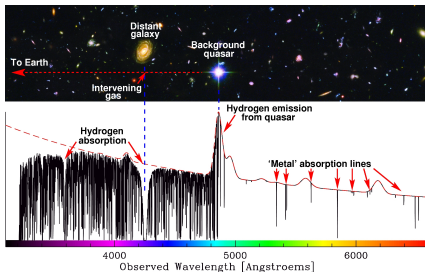 Distant
galaxy
Background
quasar
To Earth
Intervening
gas
Hydrogen emission
from quasar
Hydrogen
absorption
'Metal' absorption lines
4000
5000
6000
Observed Wavelength [Angstroems]